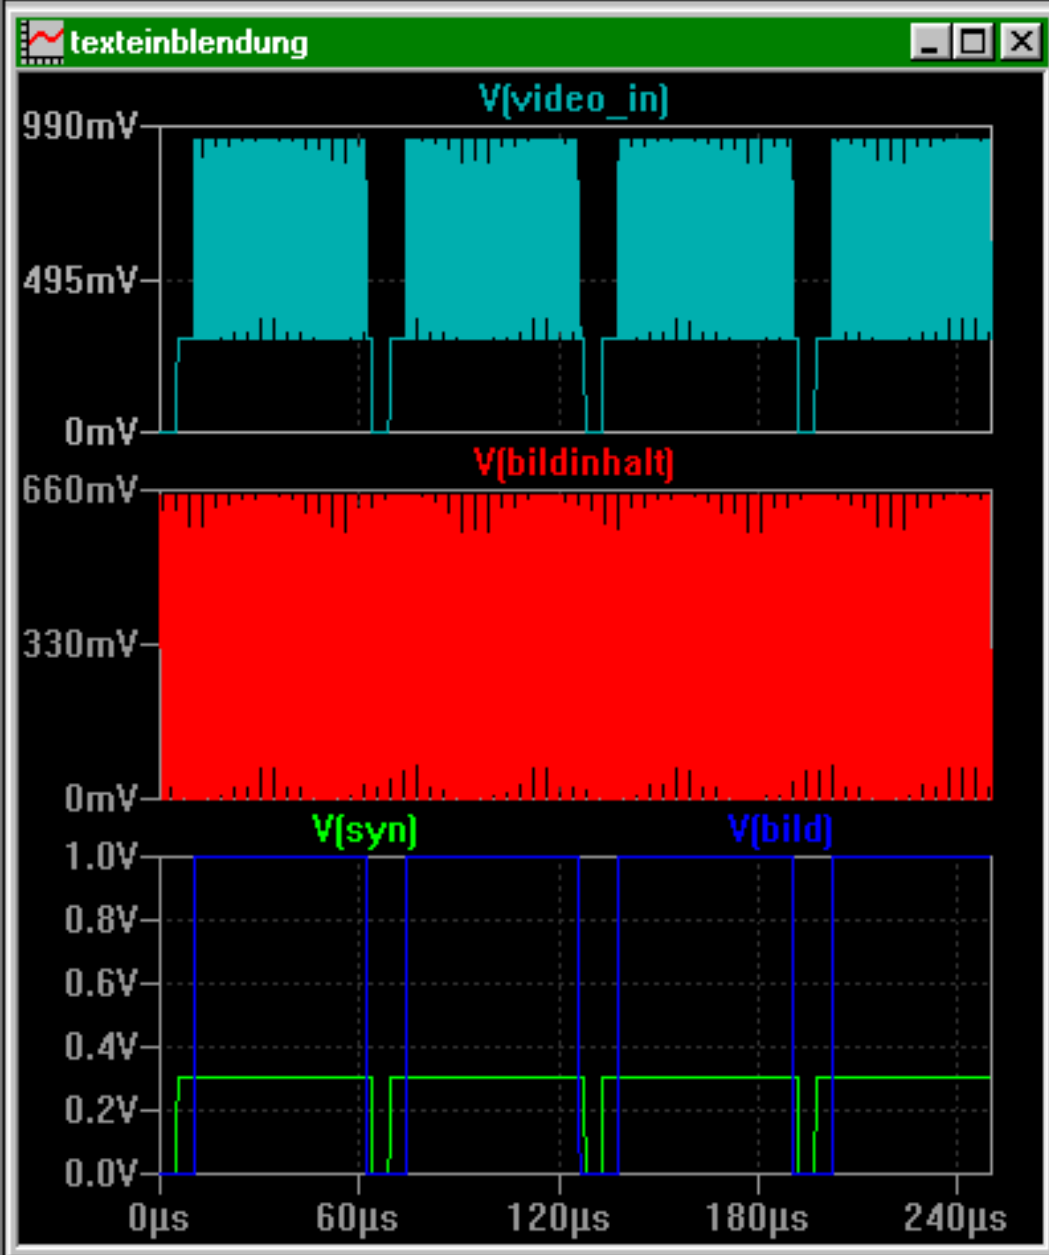 texteinblendung
V(video_in)
990mV
495mV
0mV
V(bildinhalt)
660mV
330mV
0mV
V(syn) V(bild)
1.0V
0.8V
0.6V
0.4V
0.2V
0.0V
0µs 60µs 120µs 180µs 240µs